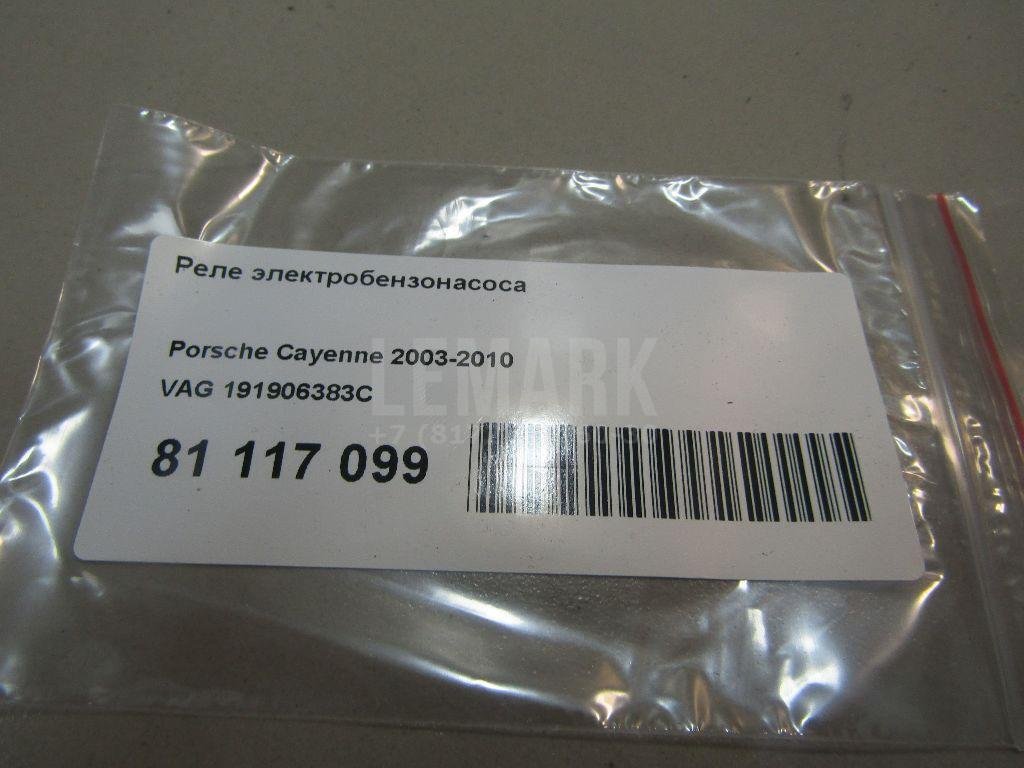 Реле электробензонасоса
Porsche Cayenne 2003-2010
VAG 191906383C
LEMARK
81 117 099